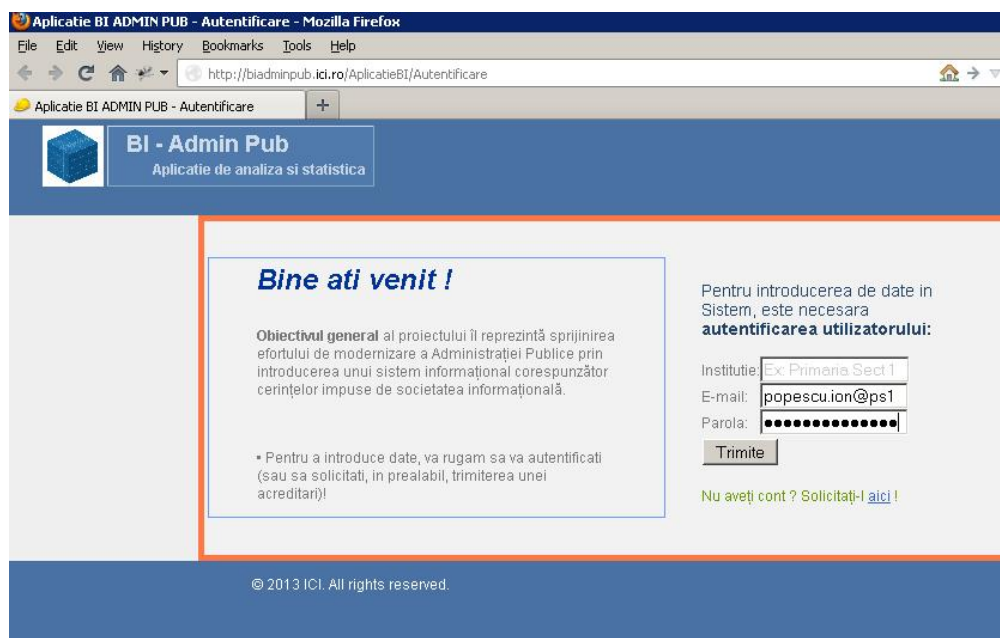 Aplicatie BI ADMIN PUB - Autentificare - Mozilla Firefox
File Edit View History Bookmarks Tools Help
http://biadminpub.ici.ro/AplicatieBI/Autentificare
Aplicatie BI ADMIN PUB - Autentificare
BI - Admin Pub
Aplicatie de analiza si statistica
Bine ati venit !
Obiectivul general al proiectului îl reprezintă sprijinirea
efortului de modernizare a Administrației Publice prin
introducerea unui sistem informațional corespunzător
cerințelor impuse de societatea informațională.
• Pentru a introduce date, va rugam sa va autentificati
(sau sa solicitati, in prealabil, trimiterea unei
acreditari)!
Pentru introducerea de date in
Sistem, este necesara
autentificarea utilizatorului:
Institutie: Ex: Primaria Sect 1
E-mail: popescu.ion@ps1
Parola: ●●●●●●●●●●●●●●
Trimite
Nu aveți cont ? Solicitați-l aici !
© 2013 ICI. All rights reserved.